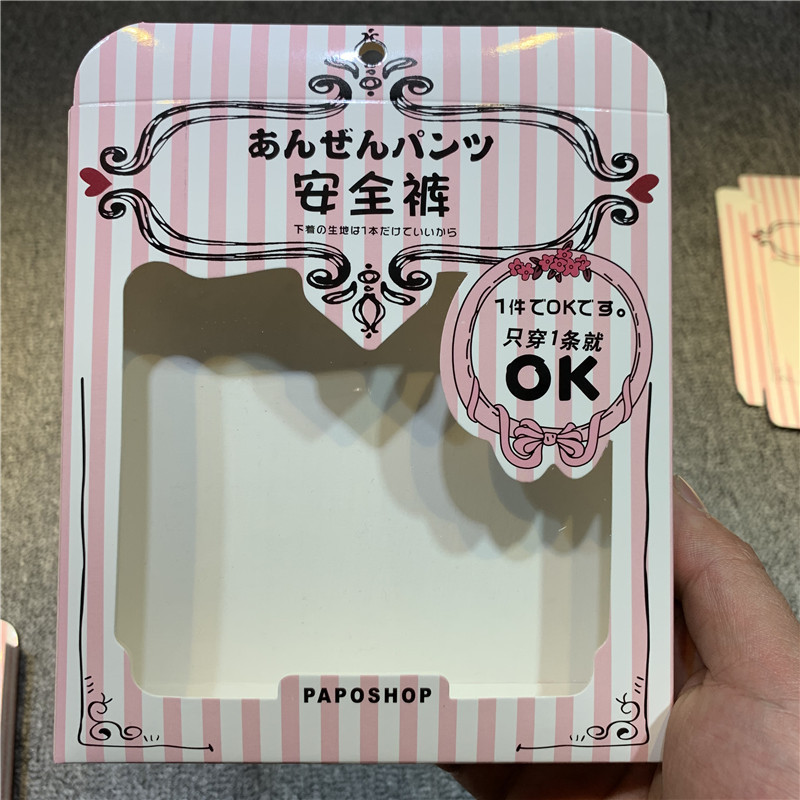 あんぜんパンツ
安全裤
下着の生地は1本だけでいいから
1件でOKです。
只穿1条就
OK
PAPOSHOP